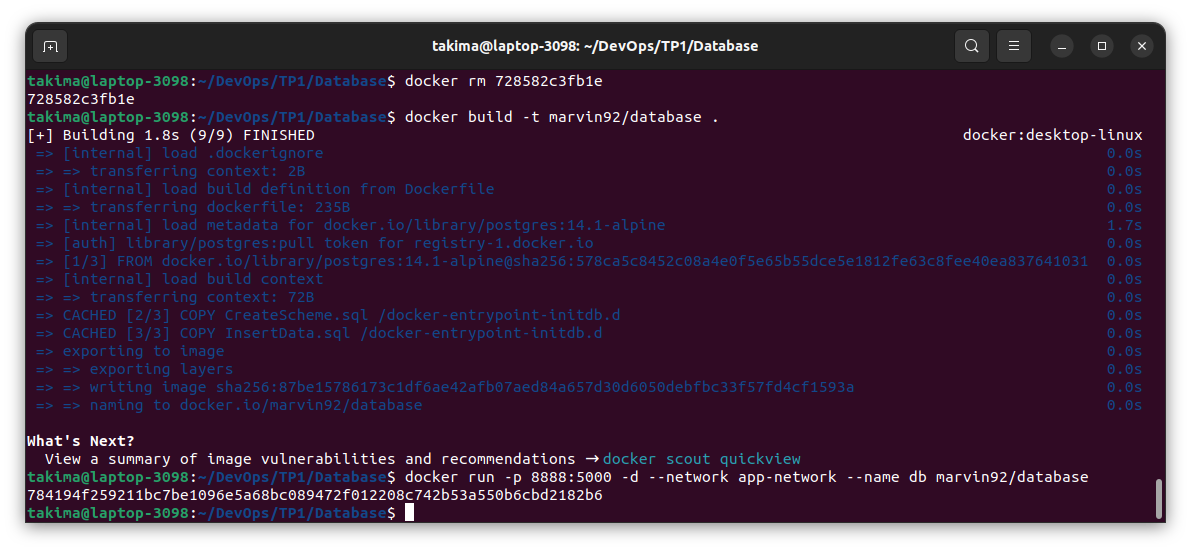 takima@laptop-3098: ~/DevOps/TP1/Database
takima@laptop-3098:~/DevOps/TP1/Database$ docker rm 728582c3fb1e
728582c3fb1e
takima@laptop-3098:~/DevOps/TP1/Database$ docker build -t marvin92/database .
[+] Building 1.8s (9/9) FINISHED docker:desktop-linux
=> [internal] load .dockerignore 0.0s
=> => transferring context: 2B 0.0s
=> [internal] load build definition from Dockerfile 0.0s
=> => transferring dockerfile: 235B 0.0s
=> [internal] load metadata for docker.io/library/postgres:14.1-alpine 1.7s
=> [auth] library/postgres:pull token for registry-1.docker.io 0.0s
=> [1/3] FROM docker.io/library/postgres:14.1-alpine@sha256:578ca5c8452c08a4e0f5e65b55dce5e1812fe63c8fee40ea837641031 0.0s
=> [internal] load build context 0.0s
=> => transferring context: 72B 0.0s
=> CACHED [2/3] COPY CreateScheme.sql /docker-entrypoint-initdb.d 0.0s
=> CACHED [3/3] COPY InsertData.sql /docker-entrypoint-initdb.d 0.0s
=> exporting to image 0.0s
=> => exporting layers 0.0s
=> => writing image sha256:87be15786173c1df6ae42afb07aed84a657d30d6050debfbc33f57fd4cf1593a 0.0s
=> => naming to docker.io/marvin92/database 0.0s
What's Next?
View a summary of image vulnerabilities and recommendations → docker scout quickview
takima@laptop-3098:~/DevOps/TP1/Database$ docker run -p 8888:5000 -d --network app-network --name db marvin92/database
784194f259211bc7be1096e5a68bc089472f012208c742b53a550b6cbd2182b6
takima@laptop-3098:~/DevOps/TP1/Database$